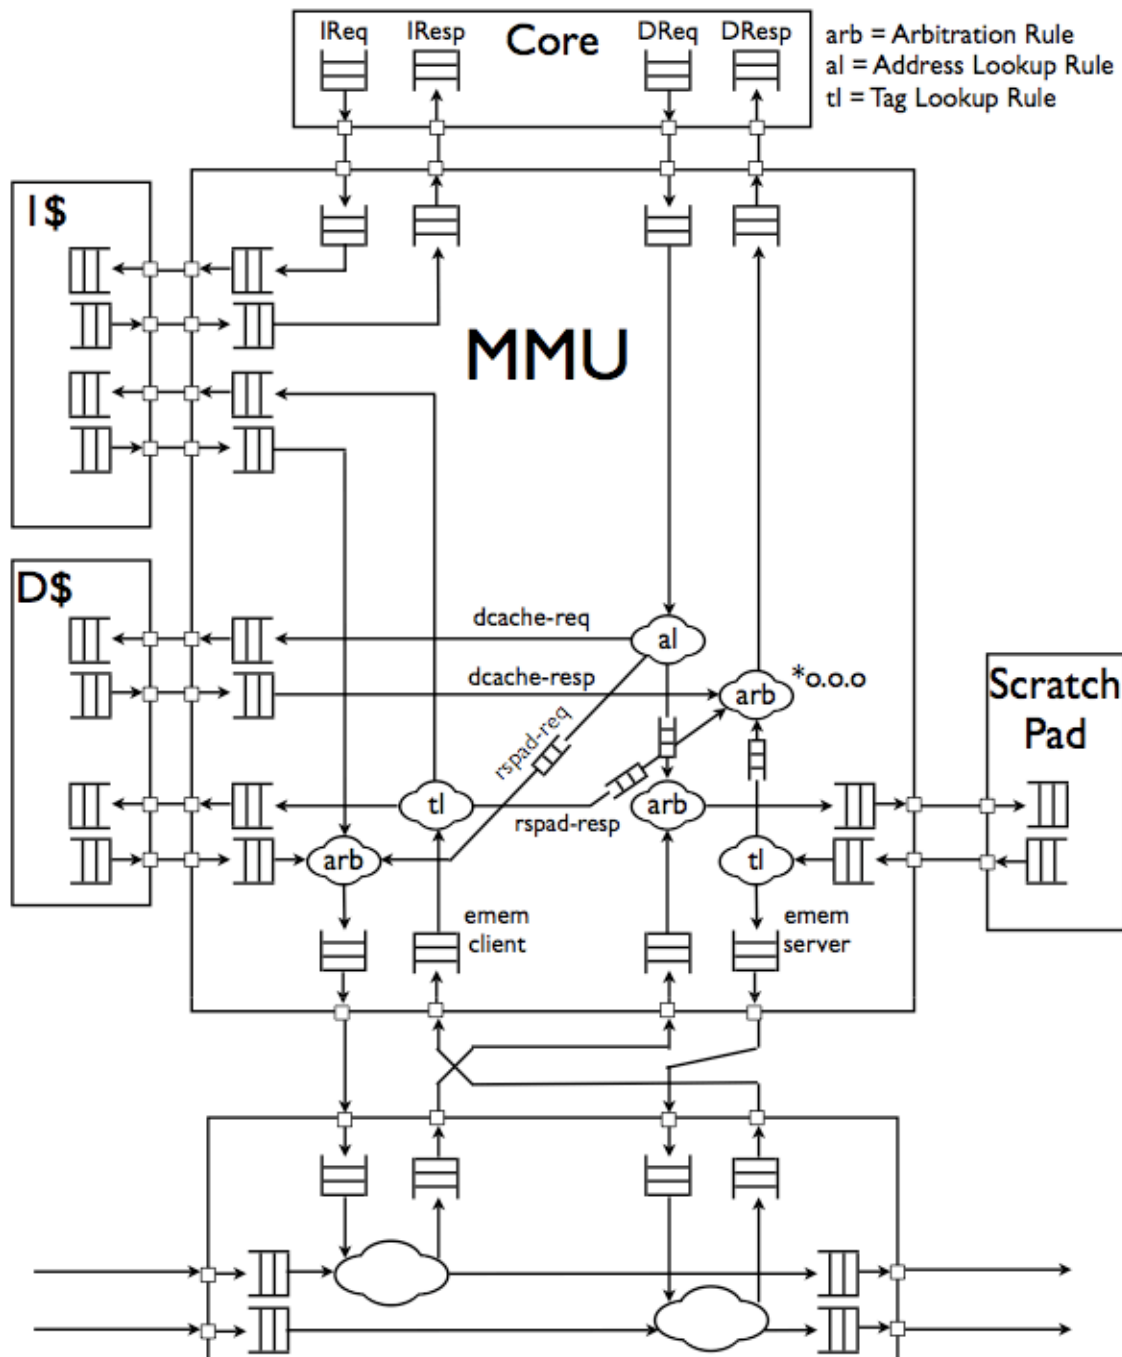 IReq
IResp
Core
DReq
DResp
arb = Arbitration Rule
al = Address Lookup Rule
tl = Tag Lookup Rule
I$
MMU
D$
dcache-req
al
dcache-resp
arb
*o.o.o
Scratch
Pad
rspad-req
tl
rspad-resp
arb
arb
tl
emem
client
emem
server